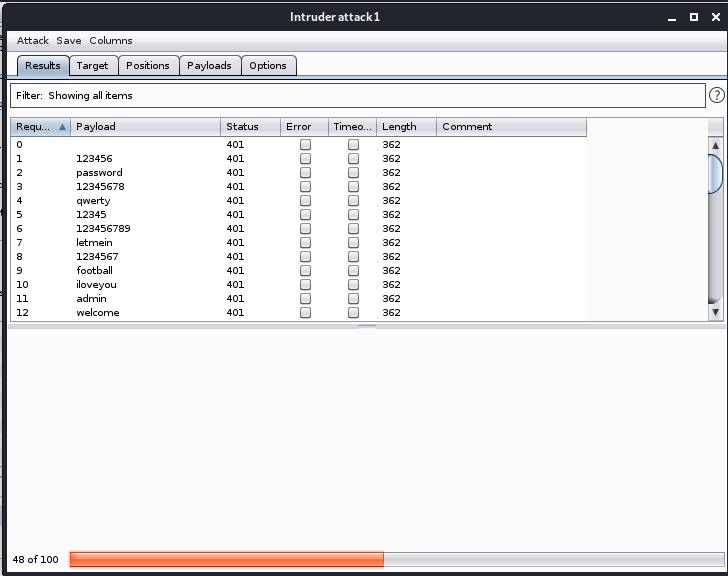 Intruder attack1
Attack Save Columns
Results Target Positions Payloads Options
Filter: Showing all items ?
Requ... Payload Status Error Timeo... Length Comment
0 401 362
1 123456 401 362
2 password 401 362
3 12345678 401 362
4 qwerty 401 362
5 12345 401 362
6 123456789 401 362
7 letmein 401 362
8 1234567 401 362
9 football 401 362
10 iloveyou 401 362
11 admin 401 362
12 welcome 401 362
48 of 100